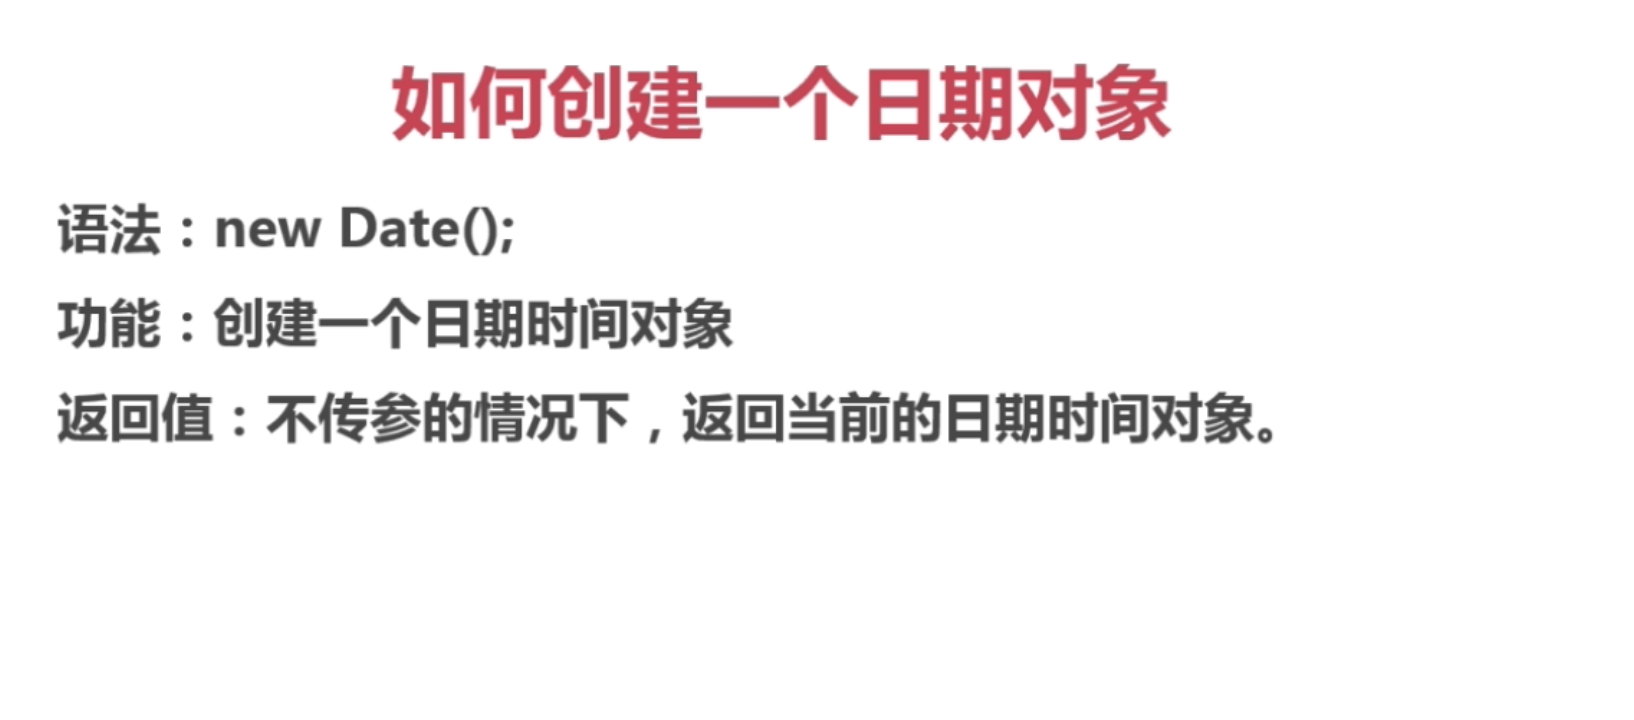 如何创建一个日期对象
语法：new Date();
功能：创建一个日期时间对象
返回值：不传参的情况下，返回当前的日期时间对象。